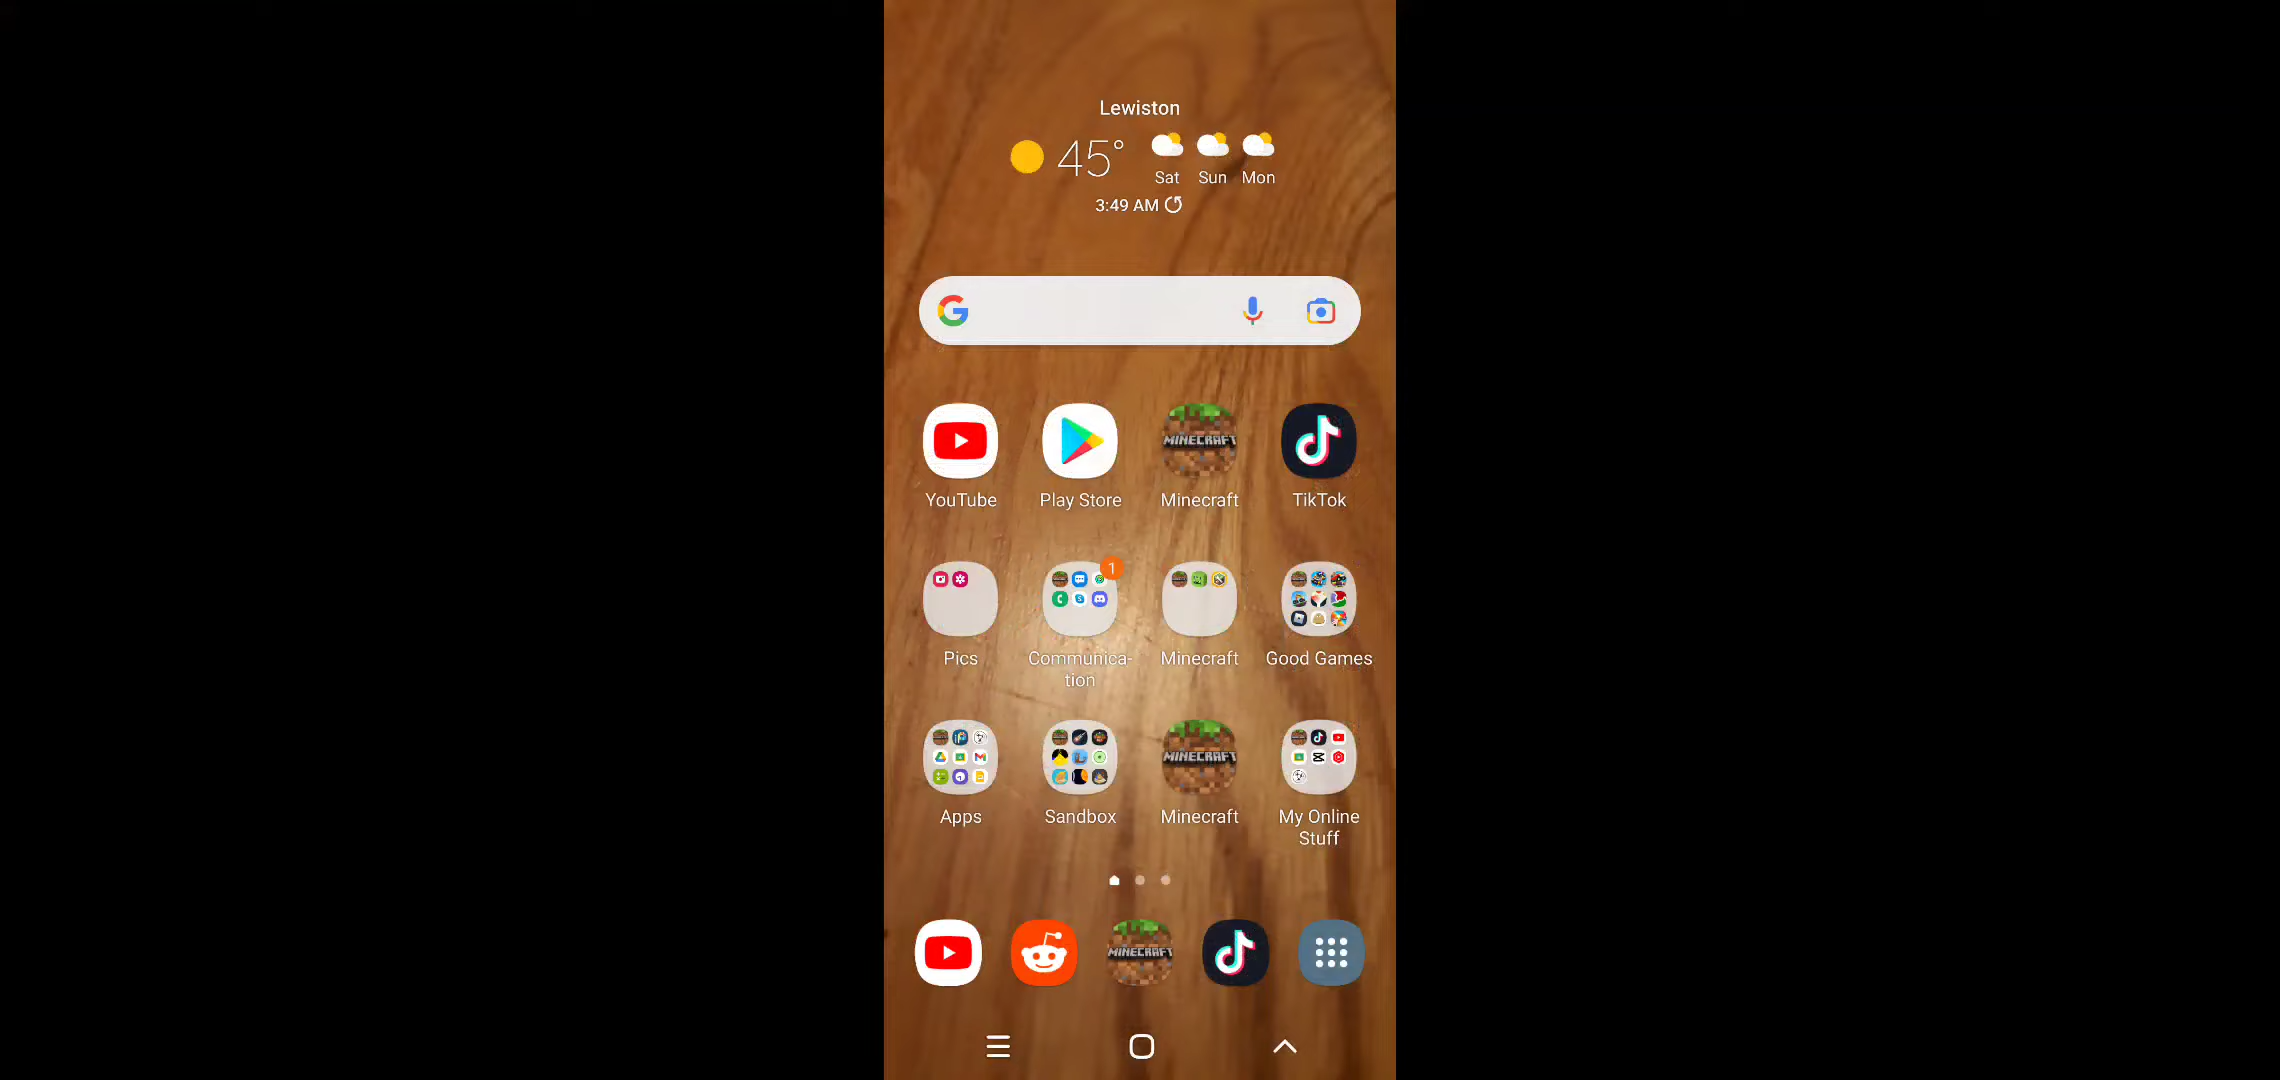 Lewiston
45°
Sat Sun Mon
3:49 AM
MINECRAFT
YouTube Play Store Minecraft TikTok
1
Pics Communica- Minecraft Good Games
tion
MINECRAFT
Apps Sandbox Minecraft My Online
Stuff
MINECRAFT